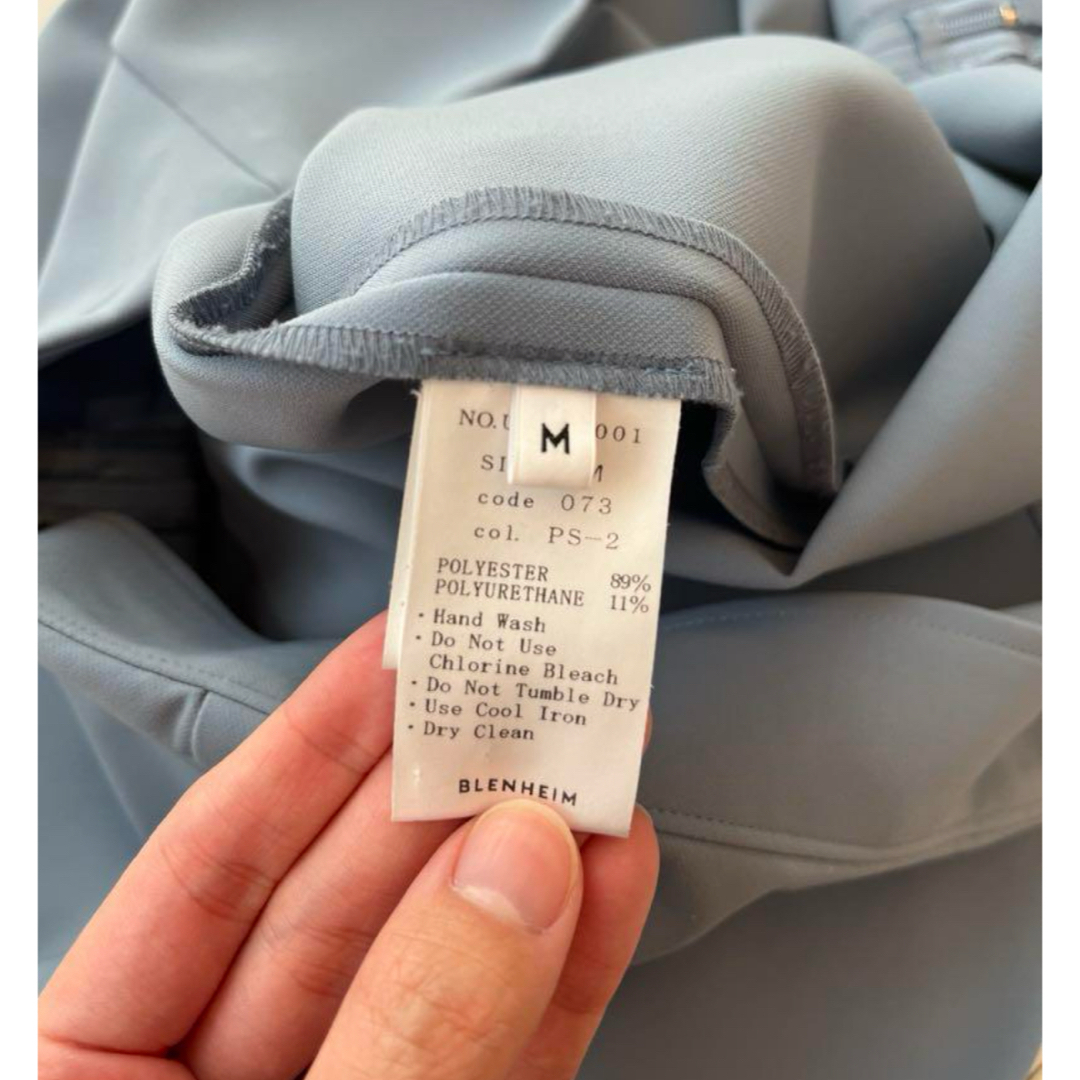 NO. 001
M
code 073
col. PS-2
POLYESTER 89%
POLYURETHANE 11%
・Hand Wash
・Do Not Use
Chlorine Bleach
・Do Not Tumble Dry
・Use Cool Iron
・Dry Clean
BLENHEIM